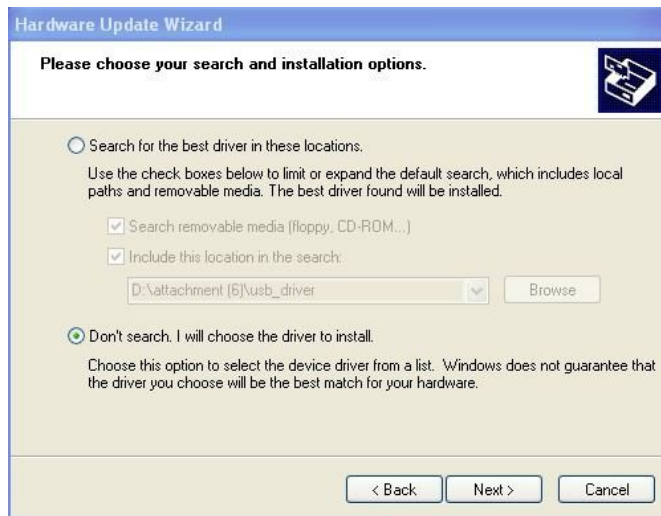 Hardware Update Wizard
Please choose your search and installation options.
Search for the best driver in these locations.
Use the check boxes below to limit or expand the default search, which includes local
paths and removable media. The best driver found will be installed.
Search removable media (floppy, CD-ROM...)
Include this location in the search:
D:\attachment (6)\usb_driver
Browse
Don't search. I will choose the driver to install.
Choose this option to select the device driver from a list. Windows does not guarantee that
the driver you choose will be the best match for your hardware.
< Back Next > Cancel